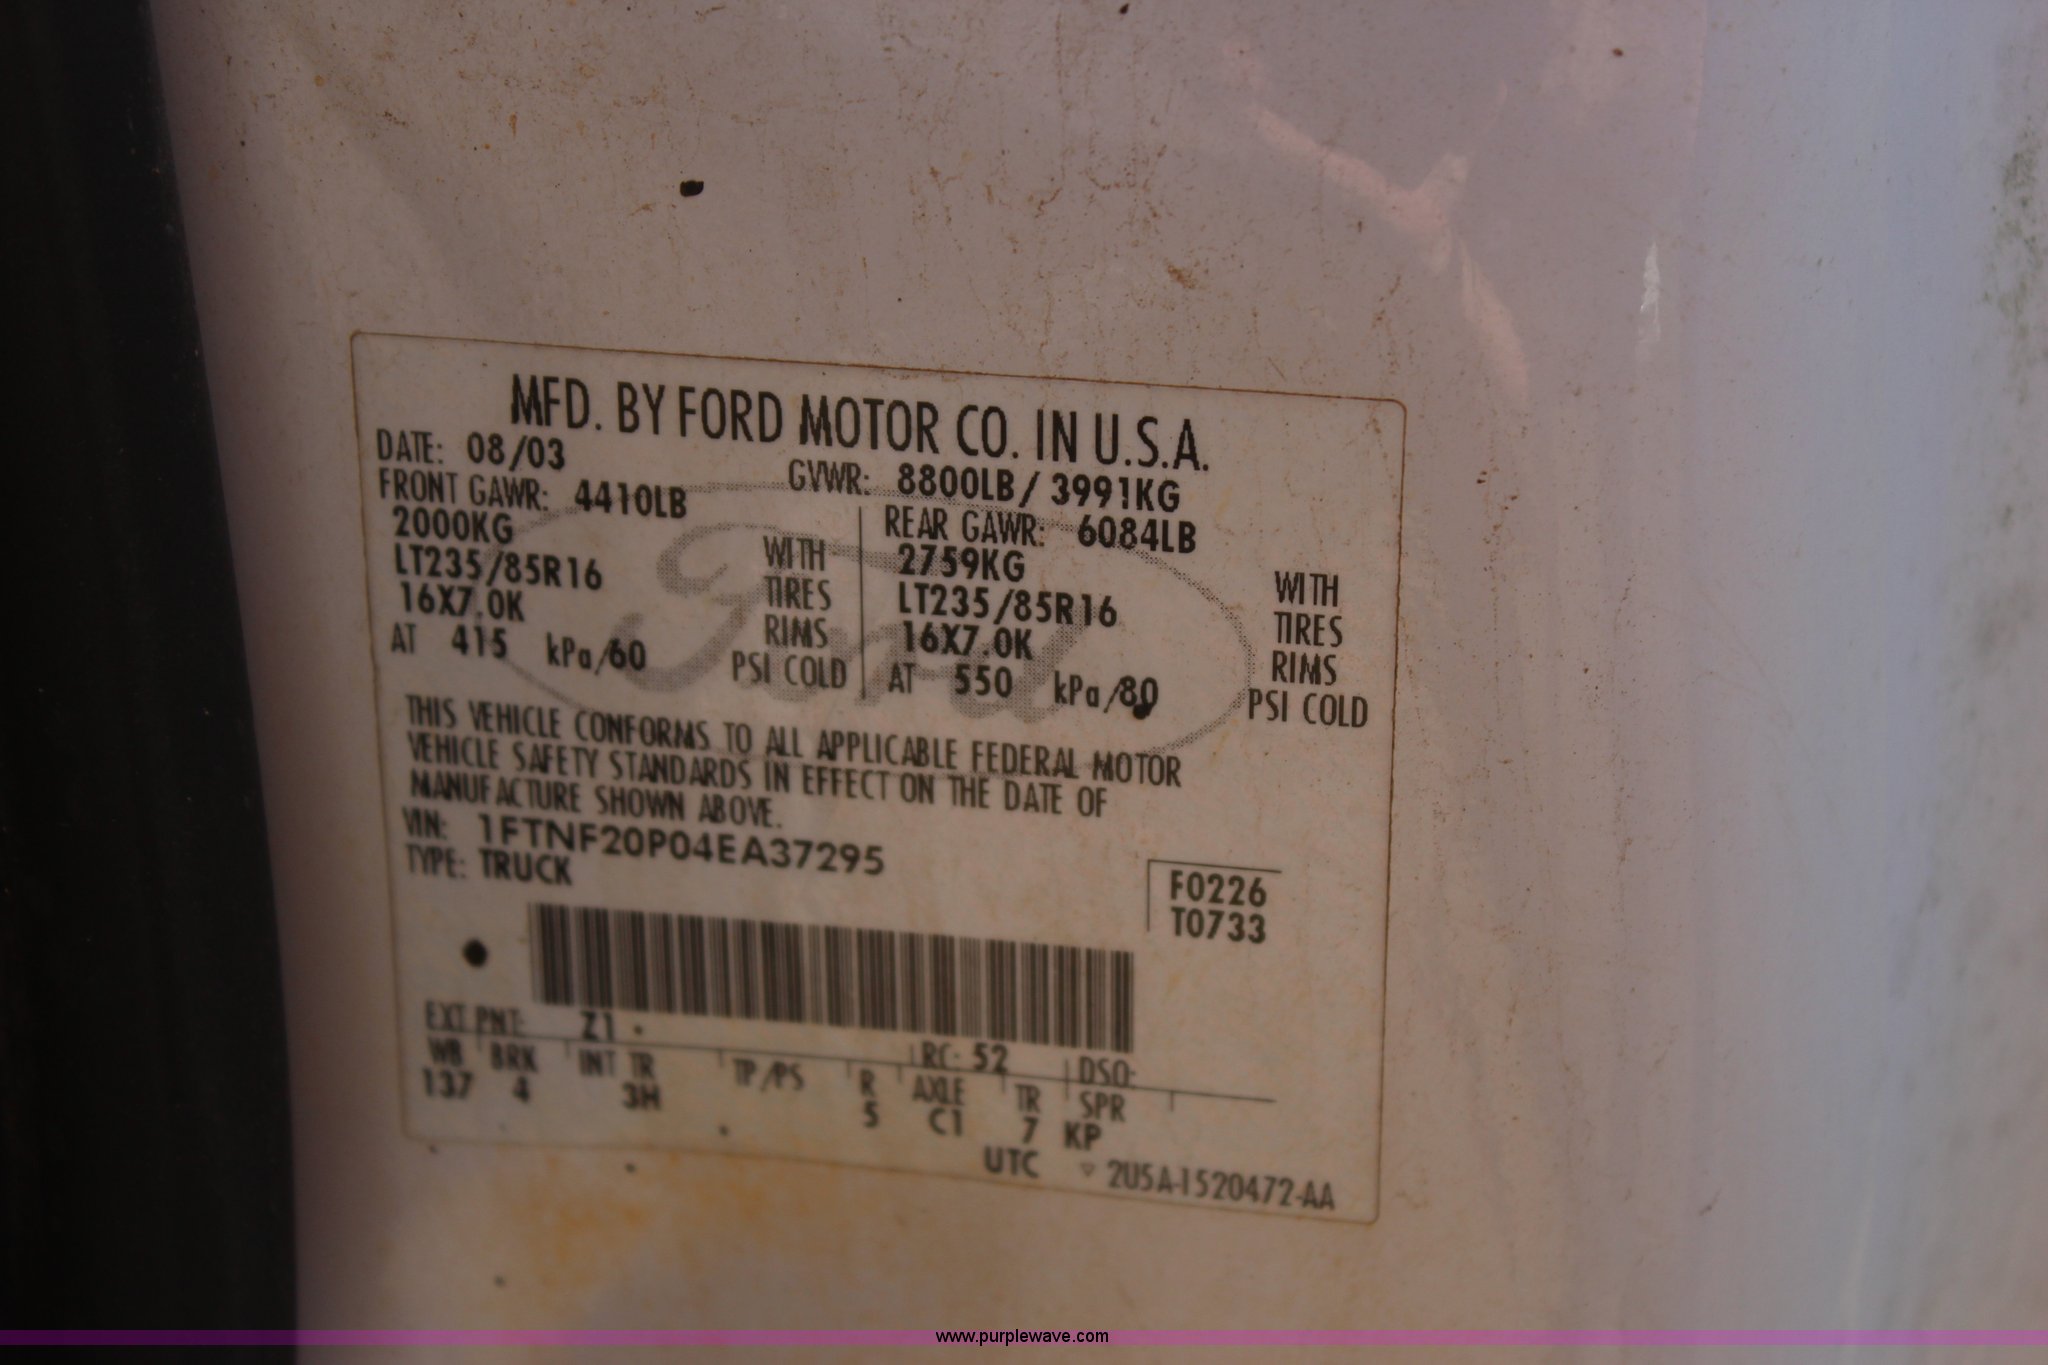 MFD. BY FORD MOTOR CO. IN U.S.A.
DATE: 08/03 GVWR: 8800LB / 3991KG
FRONT GAWR: 4410LB REAR GAWR: 6084LB
2000KG WITH 2759KG WITH
LT235/85R16 TIRES LT235/85R16 TIRES
16X7.0K RIMS 16X7.0K RIMS
AT 415 kPa/60 PSI COLD AT 550 kPa/80 PSI COLD
Ford
THIS VEHICLE CONFORMS TO ALL APPLICABLE FEDERAL MOTOR
VEHICLE SAFETY STANDARDS IN EFFECT ON THE DATE OF
MANUFACTURE SHOWN ABOVE.
VIN: 1FTNF20P04EA37295
TYPE: TRUCK
F0226
T0733
EXT PNT: Z1 RC: 52 DSO:
WB BRK INT TR TP/PS R AXLE TR SPR
137 4 3H 5 C1 7 KP
UTC ▽ 2U5A-1520472-AA
www.purplewave.com